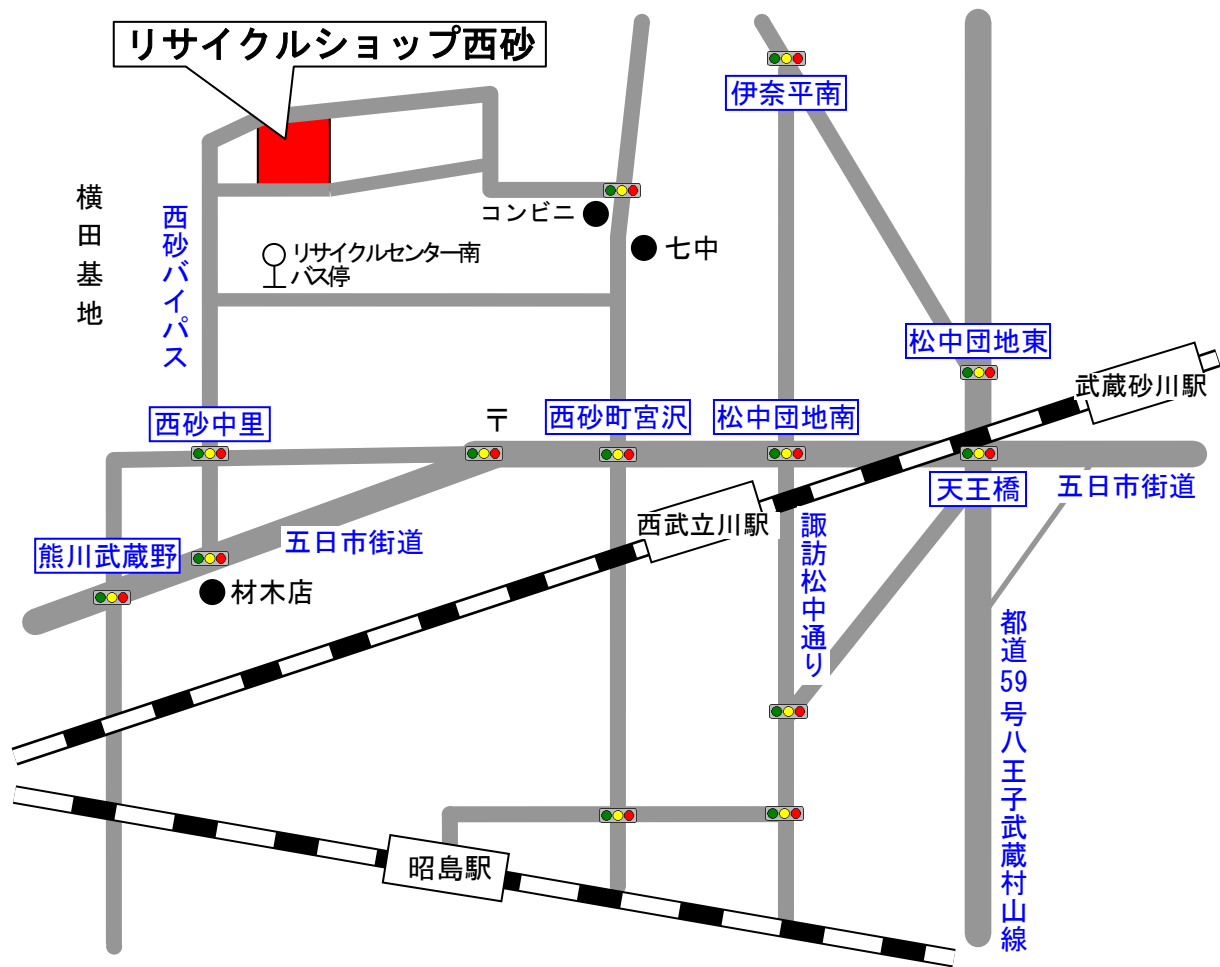 リサイクルショップ西砂
伊奈平南
横田基地
西砂バイパス
コンビニ
七中
リサイクルセンター南
バス停
松中団地東
武蔵砂川駅
西砂中里
〒
西砂町宮沢
松中団地南
天王橋
五日市街道
西武立川駅
諏訪松中通り
五日市街道
熊川武蔵野
材木店
都道59号八王子武蔵村山線
昭島駅